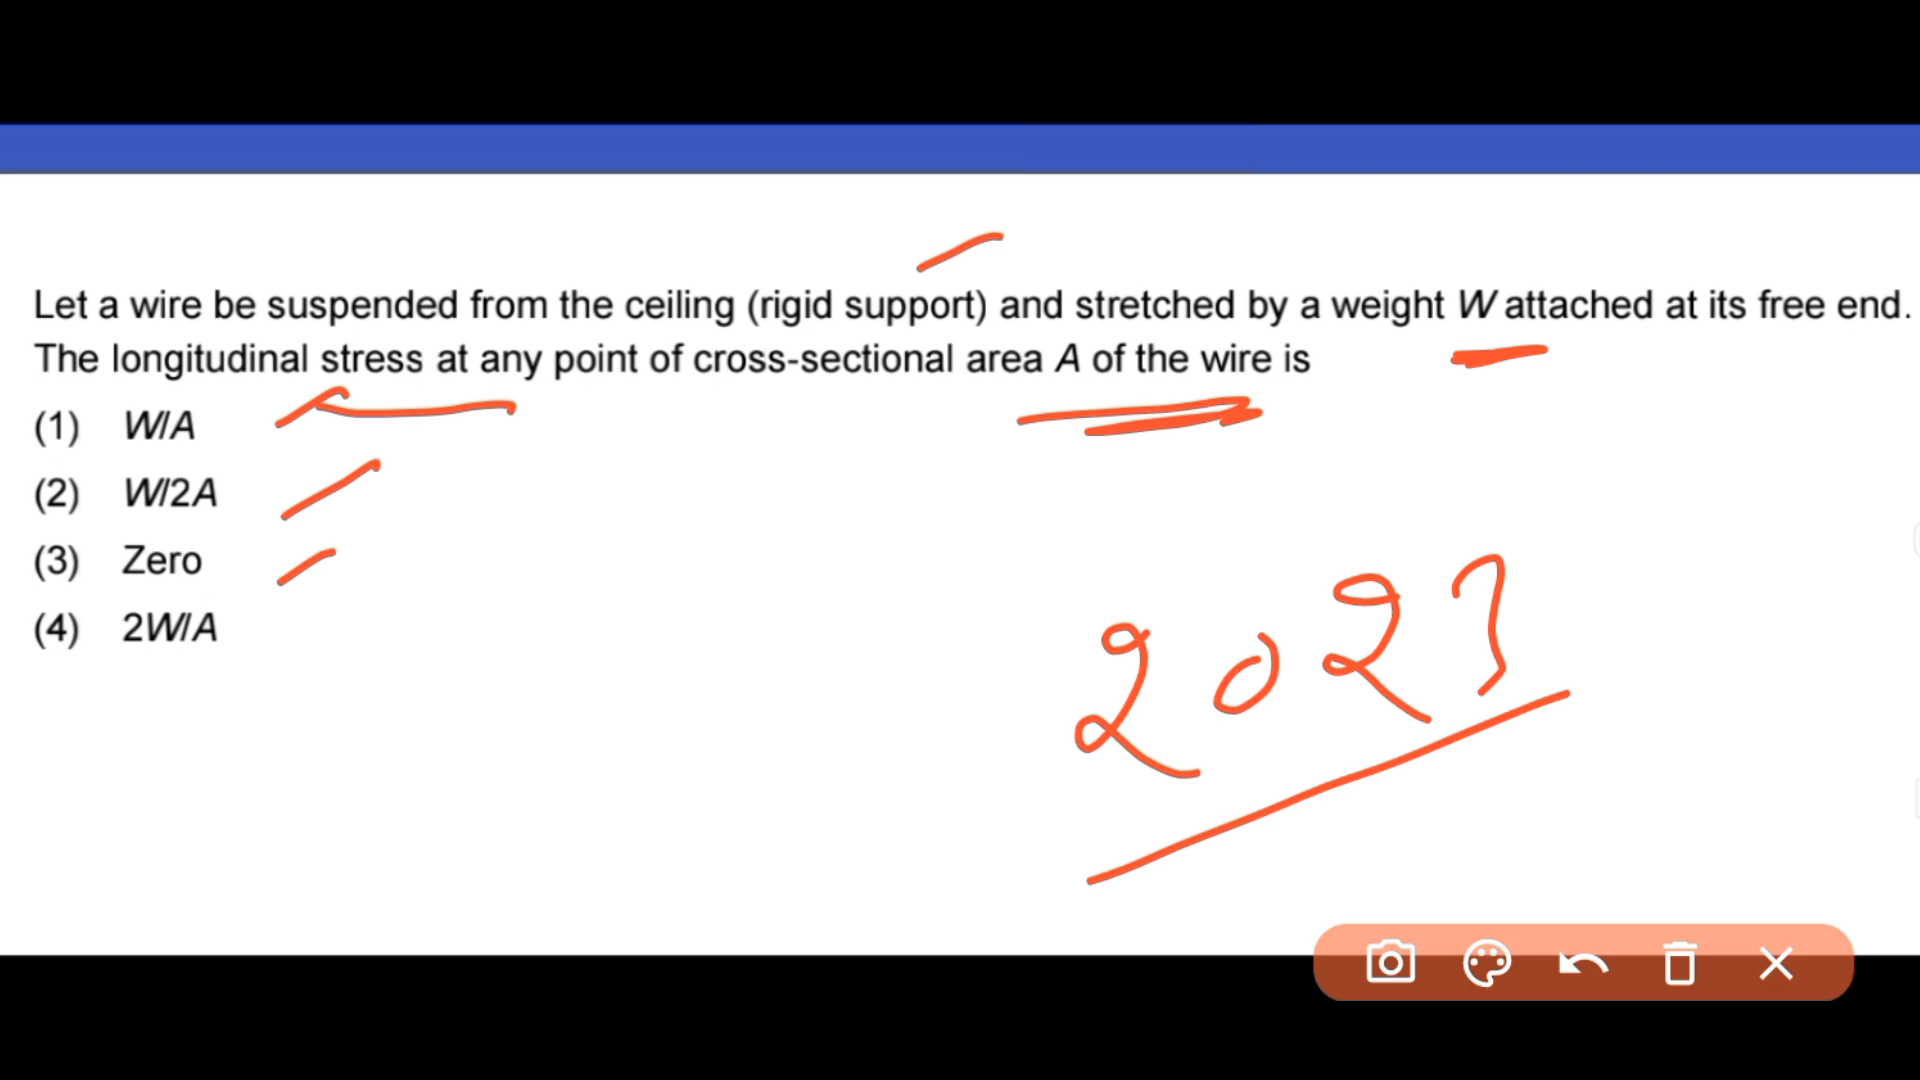 Let a wire be suspended from the ceiling (rigid support) and stretched by a weight W attached at its free end.
The longitudinal stress at any point of cross-sectional area A of the wire is
(1) W/A
(2) W/2A
(3) Zero
(4) 2W/A
2023